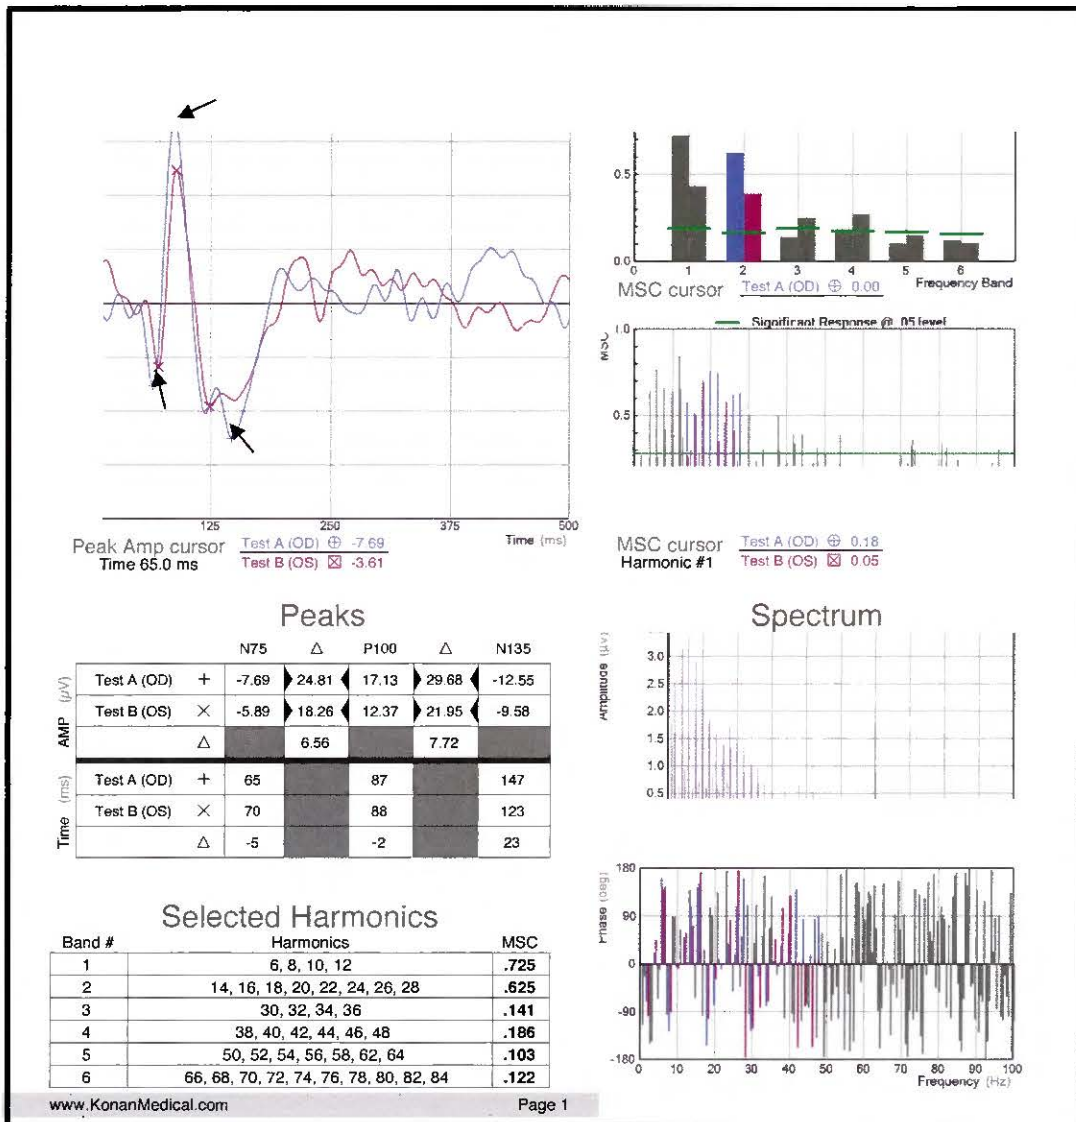 125 250 375 500
Time (ms)
Peak Amp cursor Test A (OD) ⊕ -7.69
Time 65.0 ms Test B (OS) ☒ -3.61
0.5
0.0
0 1 2 3 4 5 6
Frequency Band
MSC cursor Test A (OD) ⊕ 0.00
Significant Response @ .05 level
1.0
MSC
0.5
MSC cursor Test A (OD) ⊕ 0.18
Harmonic #1 Test B (OS) ☒ 0.05
Peaks
N75 Δ P100 Δ N135
AMP (µV)
Test A (OD) + -7.69 24.81 17.13 29.68 -12.55
Test B (OS) × -5.89 18.26 12.37 21.95 -9.58
Δ 6.56 7.72
Time (ms)
Test A (OD) + 65 87 147
Test B (OS) × 70 88 123
Δ -5 -2 23
Spectrum
Amplitude (µv)
3.0
2.5
2.0
1.5
1.0
0.5
Selected Harmonics
Band # Harmonics MSC
1 6, 8, 10, 12 .725
2 14, 16, 18, 20, 22, 24, 26, 28 .625
3 30, 32, 34, 36 .141
4 38, 40, 42, 44, 46, 48 .186
5 50, 52, 54, 56, 58, 62, 64 .103
6 66, 68, 70, 72, 74, 76, 78, 80, 82, 84 .122
Phase (deg)
180
90
0
-90
-180
0 10 20 30 40 50 60 70 80 90 100
Frequency (Hz)
www.KonanMedical.com Page 1